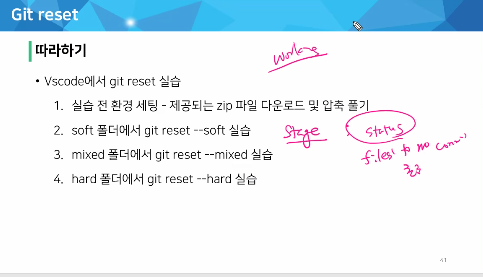 Git reset
따라하기
working
• Vscode에서 git reset 실습
1. 실습 전 환경 세팅 - 제공되는 zip 파일 다운로드 및 압축 풀기
2. soft 폴더에서 git reset --soft 실습
Stage
status
3. mixed 폴더에서 git reset --mixed 실습
files to
4. hard 폴더에서 git reset --hard 실습
41